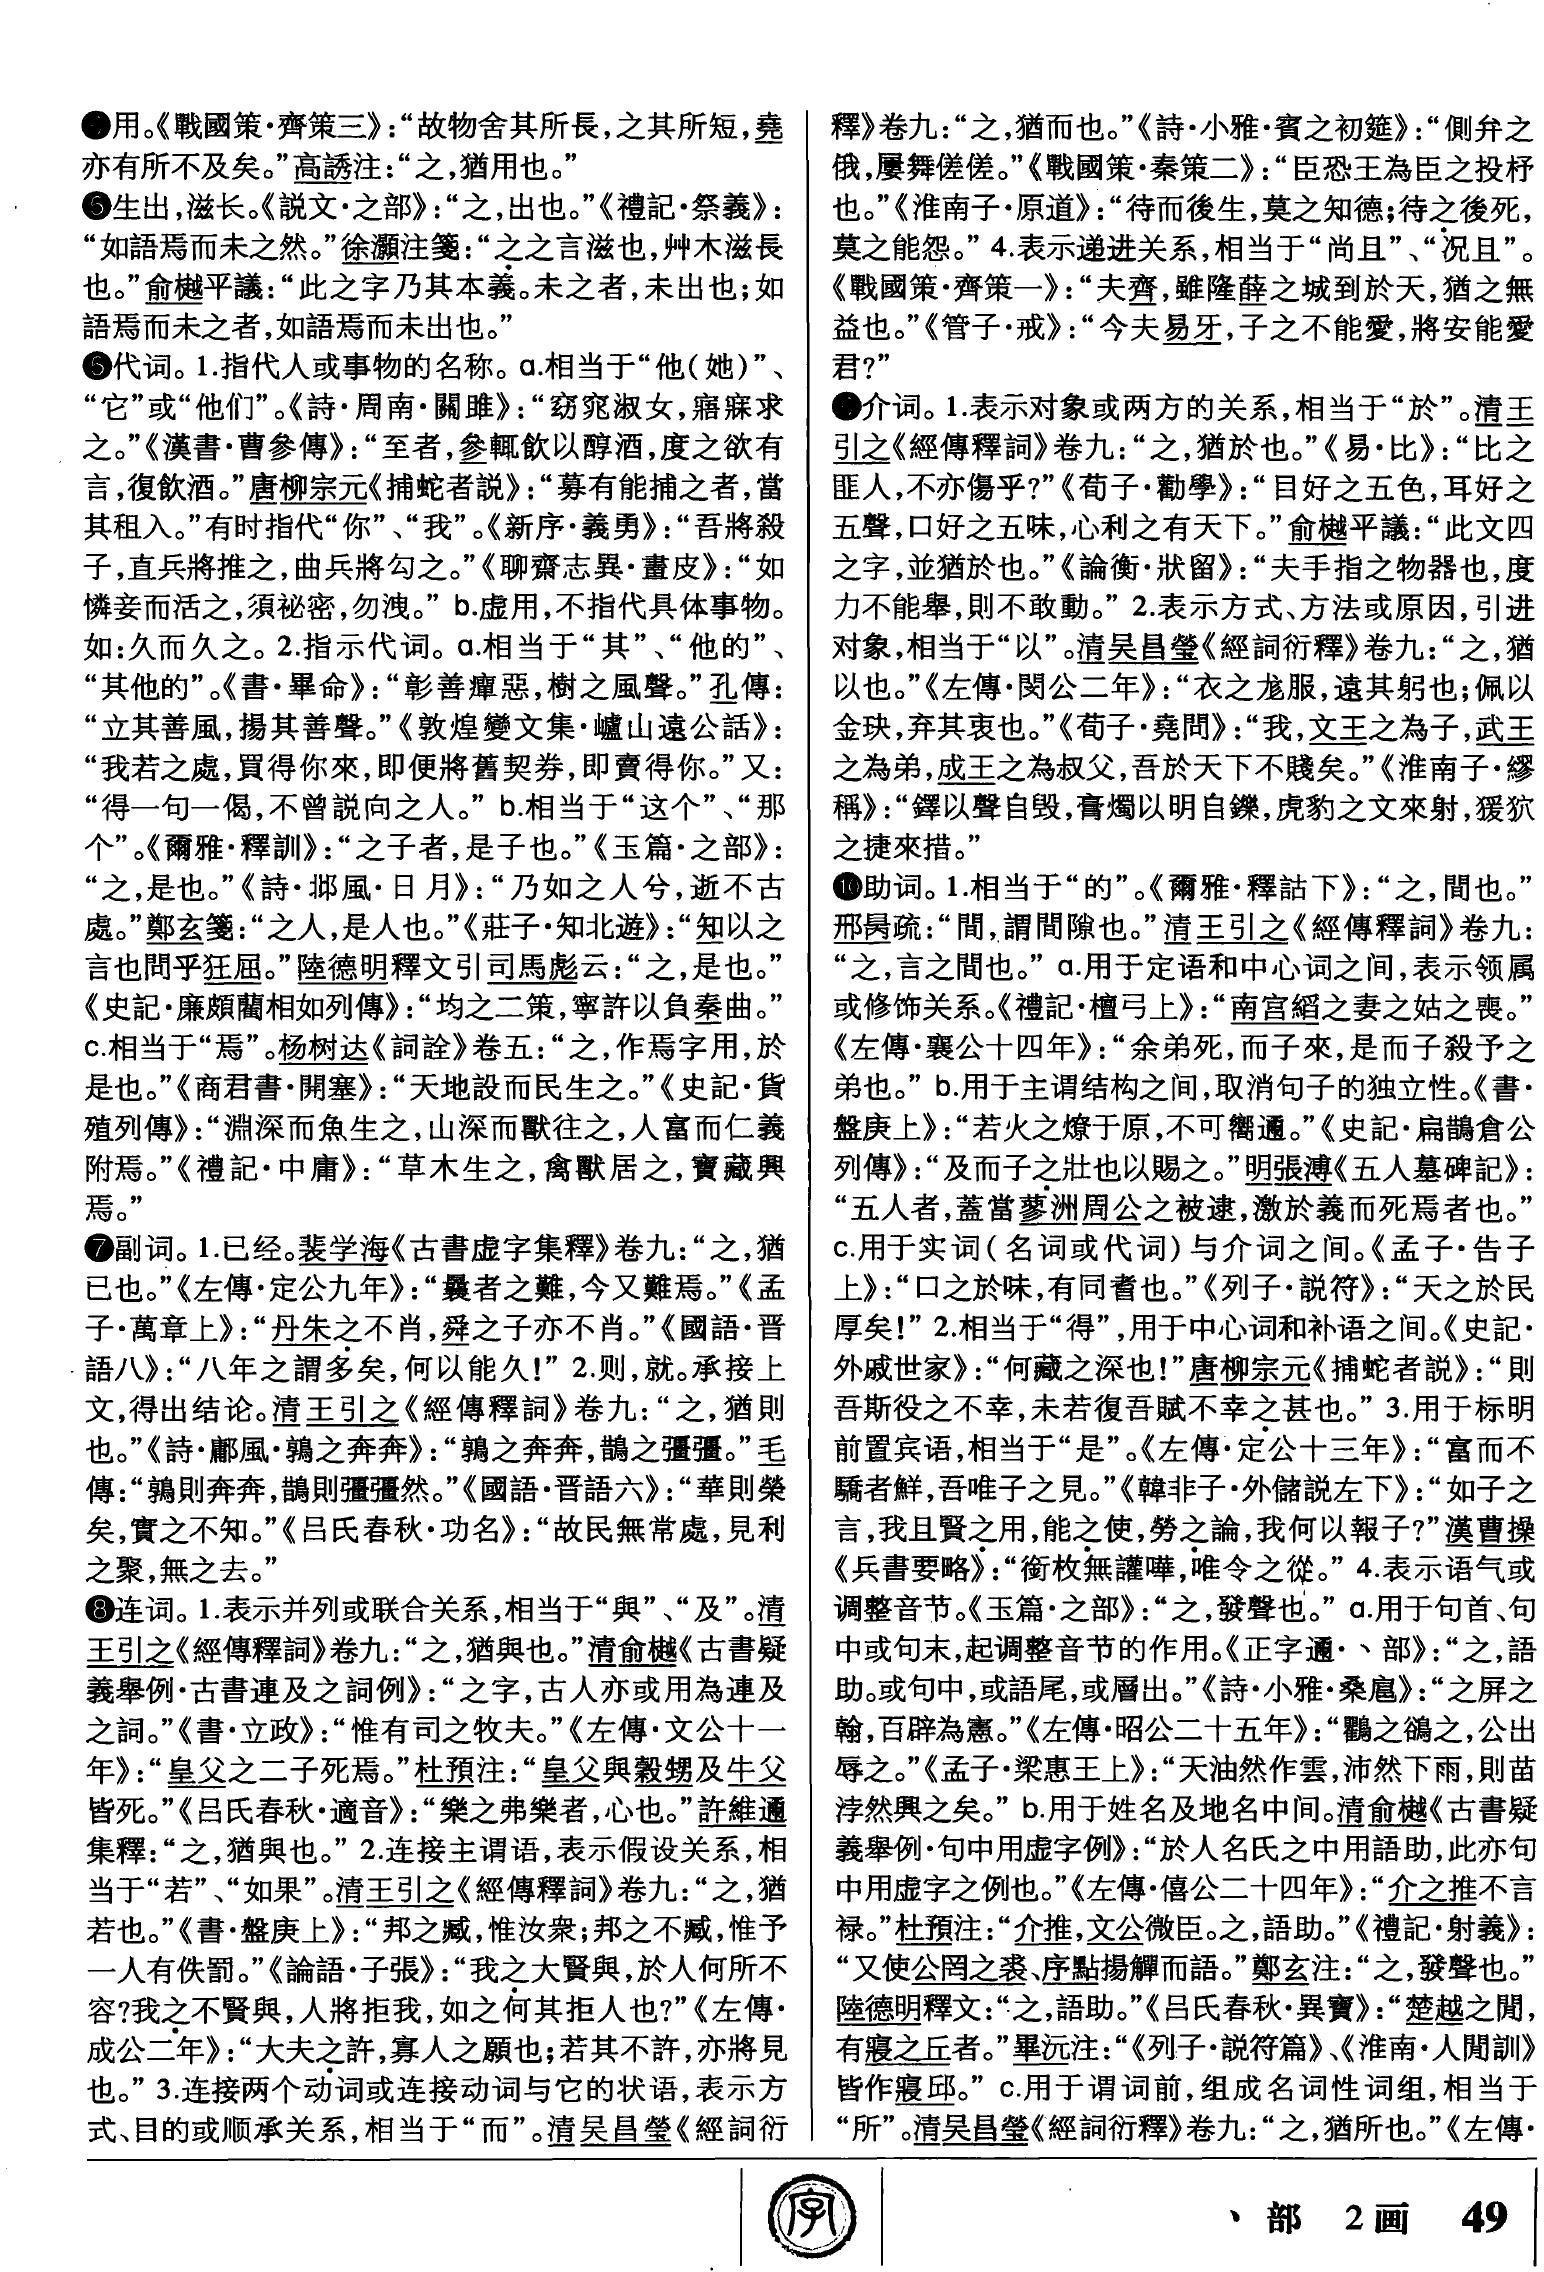 用。《戰國策·齊策三》：“故物舍其所長，之其所短，堯
亦有所不及矣。”高誘注：“之，猶用也。”
❺生出，滋长。《説文·之部》：“之，出也。”《禮記·祭義》：
“如語焉而未之然。”徐灝注箋：“之之言滋也，艸木滋長
也。”俞樾平議：“此之字乃其本義。未之者，未出也；如
語焉而未之者，如語焉而未出也。”
❻代词。1.指代人或事物的名称。a.相当于“他(她)”、
“它”或“他们”。《詩·周南·關雎》：“窈窕淑女，寤寐求
之。”《漢書·曹參傳》：“至者，參輒飲以醇酒，度之欲有
言，復飲酒。”唐柳宗元《捕蛇者説》：“募有能捕之者，當
其租入。”有时指代“你”、“我”。《新序·義勇》：“吾將殺
子，直兵將推之，曲兵將勾之。”《聊齋志異·畫皮》：“如
憐妾而活之，須祕密，勿洩。” b.虚用，不指代具体事物。
如：久而久之。2.指示代词。a.相当于“其”、“他的”、
“其他的”。《書·畢命》：“彰善癉惡，樹之風聲。”孔傳：
“立其善風，揚其善聲。”《敦煌變文集·㠠山遠公話》：
“我若之處，買得你來，即便將舊契券，即賣得你。”又：
“得一句一偈，不曾説向之人。” b.相当于“这个”、“那
个”。《爾雅·釋訓》：“之子者，是子也。”《玉篇·之部》：
“之，是也。”《詩·邶風·日月》：“乃如之人兮，逝不古
處。”鄭玄箋：“之人，是人也。”《莊子·知北遊》：“知以之
言也問乎狂屈。”陸德明釋文引司馬彪云：“之，是也。”
《史記·廉頗藺相如列傳》：“均之二策，寧許以負秦曲。”
c.相当于“焉”。杨树达《詞詮》卷五：“之，作焉字用，於
是也。”《商君書·開塞》：“天地設而民生之。”《史記·貨
殖列傳》：“淵深而魚生之，山深而獸往之，人富而仁義
附焉。”《禮記·中庸》：“草木生之，禽獸居之，寶藏興
焉。”
❼副词。1.已经。裴学海《古書虚字集釋》卷九：“之，猶
已也。”《左傳·定公九年》：“曩者之難，今又難焉。”《孟
子·萬章上》：“丹朱之不肖，舜之子亦不肖。”《國語·晋
語八》：“八年之謂多矣，何以能久!” 2.则，就。承接上
文，得出结论。清王引之《經傳釋詞》卷九：“之，猶則
也。”《詩·鄘風·鶉之奔奔》：“鶉之奔奔，鵲之彊彊。”毛
傳：“鶉則奔奔，鵲則彊彊然。”《國語·晋語六》：“華則榮
矣，實之不知。”《吕氏春秋·功名》：“故民無常處，見利
之聚，無之去。”
❽连词。1.表示并列或联合关系，相当于“與”、“及”。清
王引之《經傳釋詞》卷九：“之，猶與也。”清俞樾《古書疑
義舉例·古書連及之詞例》：“之字，古人亦或用為連及
之詞。”《書·立政》：“惟有司之牧夫。”《左傳·文公十一
年》：“皇父之二子死焉。”杜預注：“皇父與穀甥及牛父
皆死。”《吕氏春秋·適音》：“樂之弗樂者，心也。”許維遹
集釋：“之，猶與也。” 2.连接主谓语，表示假设关系，相
当于“若”、“如果”。清王引之《經傳釋詞》卷九：“之，猶
若也。”《書·盤庚上》：“邦之臧，惟汝衆；邦之不臧，惟予
一人有佚罰。”《論語·子張》：“我之大賢與，於人何所不
容?我之不賢與，人將拒我，如之何其拒人也?”《左傳·
成公二年》：“大夫之許，寡人之願也；若其不許，亦將見
也。” 3.连接两个动词或连接动词与它的状语，表示方
式、目的或顺承关系，相当于“而”。清吴昌瑩《經詞衍
釋》卷九：“之，猶而也。”《詩·小雅·賓之初筵》：“側弁之
俄，屢舞傞傞。”《戰國策·秦策二》：“臣恐王為臣之投杼
也。”《淮南子·原道》：“待而後生，莫之知德；待之後死，
莫之能怨。” 4.表示递进关系，相当于“尚且”、“况且”。
《戰國策·齊策一》：“夫齊，雖隆薛之城到於天，猶之無
益也。”《管子·戒》：“今夫易牙，子之不能愛，將安能愛
君?”
介词。1.表示对象或两方的关系，相当于“於”。清王
引之《經傳釋詞》卷九：“之，猶於也。”《易·比》：“比之
匪人，不亦傷乎?”《荀子·勸學》：“目好之五色，耳好之
五聲，口好之五味，心利之有天下。”俞樾平議：“此文四
之字，並猶於也。”《論衡·狀留》：“夫手指之物器也，度
力不能舉，則不敢動。” 2.表示方式、方法或原因，引进
对象，相当于“以”。清吴昌瑩《經詞衍釋》卷九：“之，猶
以也。”《左傳·閔公二年》：“衣之尨服，遠其躬也；佩以
金玦，弃其衷也。”《荀子·堯問》：“我，文王之為子，武王
之為弟，成王之為叔父，吾於天下不賤矣。”《淮南子·繆
稱》：“鐸以聲自毁，膏燭以明自鑠，虎豹之文來射，猨狖
之捷來措。”
❿助词。1.相当于“的”。《爾雅·釋詁下》：“之，間也。”
邢昺疏：“間，謂間隙也。”清王引之《經傳釋詞》卷九：
“之，言之間也。” a.用于定语和中心词之间，表示领属
或修饰关系。《禮記·檀弓上》：“南宫縚之妻之姑之喪。”
《左傳·襄公十四年》：“余弟死，而子來，是而子殺予之
弟也。” b.用于主谓结构之间，取消句子的独立性。《書·
盤庚上》：“若火之燎于原，不可嚮邇。”《史記·扁鵲倉公
列傳》：“及而子之壯也以賜之。”明張溥《五人墓碑記》：
“五人者，蓋當蓼洲周公之被逮，激於義而死焉者也。”
c.用于实词(名词或代词)与介词之间。《孟子·告子
上》：“口之於味，有同耆也。”《列子·説符》：“天之於民
厚矣!” 2.相当于“得”，用于中心词和补语之间。《史記·
外戚世家》：“何藏之深也!”唐柳宗元《捕蛇者説》：“則
吾斯役之不幸，未若復吾賦不幸之甚也。” 3.用于标明
前置宾语，相当于“是”。《左傳·定公十三年》：“富而不
驕者鮮，吾唯子之見。”《韓非子·外儲説左下》：“如子之
言，我且賢之用，能之使，勞之論，我何以報子?”漢曹操
《兵書要略》：“銜枚無讙嘩，唯令之從。” 4.表示语气或
调整音节。《玉篇·之部》：“之，發聲也。” a.用于句首、句
中或句末，起调整音节的作用。《正字通·丶部》：“之，語
助。或句中，或語尾，或層出。”《詩·小雅·桑扈》：“之屏之
翰，百辟為憲。”《左傳·昭公二十五年》：“鸜之鵒之，公出
辱之。”《孟子·梁惠王上》：“天油然作雲，沛然下雨，則苗
浡然興之矣。” b.用于姓名及地名中间。清俞樾《古書疑
義舉例·句中用虚字例》：“於人名氏之中用語助，此亦句
中用虚字之例也。”《左傳·僖公二十四年》：“介之推不言
禄。”杜預注：“介推，文公微臣。之，語助。”《禮記·射義》：
“又使公罔之裘、序點揚觶而語。”鄭玄注：“之，發聲也。”
陸德明釋文：“之，語助。”《吕氏春秋·異寶》：“楚越之閒，
有寢之丘者。”畢沅注：“《列子·説符篇》、《淮南·人閒訓》
皆作寢邱。” c.用于谓词前，组成名词性词组，相当于
“所”。清吴昌瑩《經詞衍釋》卷九：“之，猶所也。”《左傳·
字
丶部 2画 49